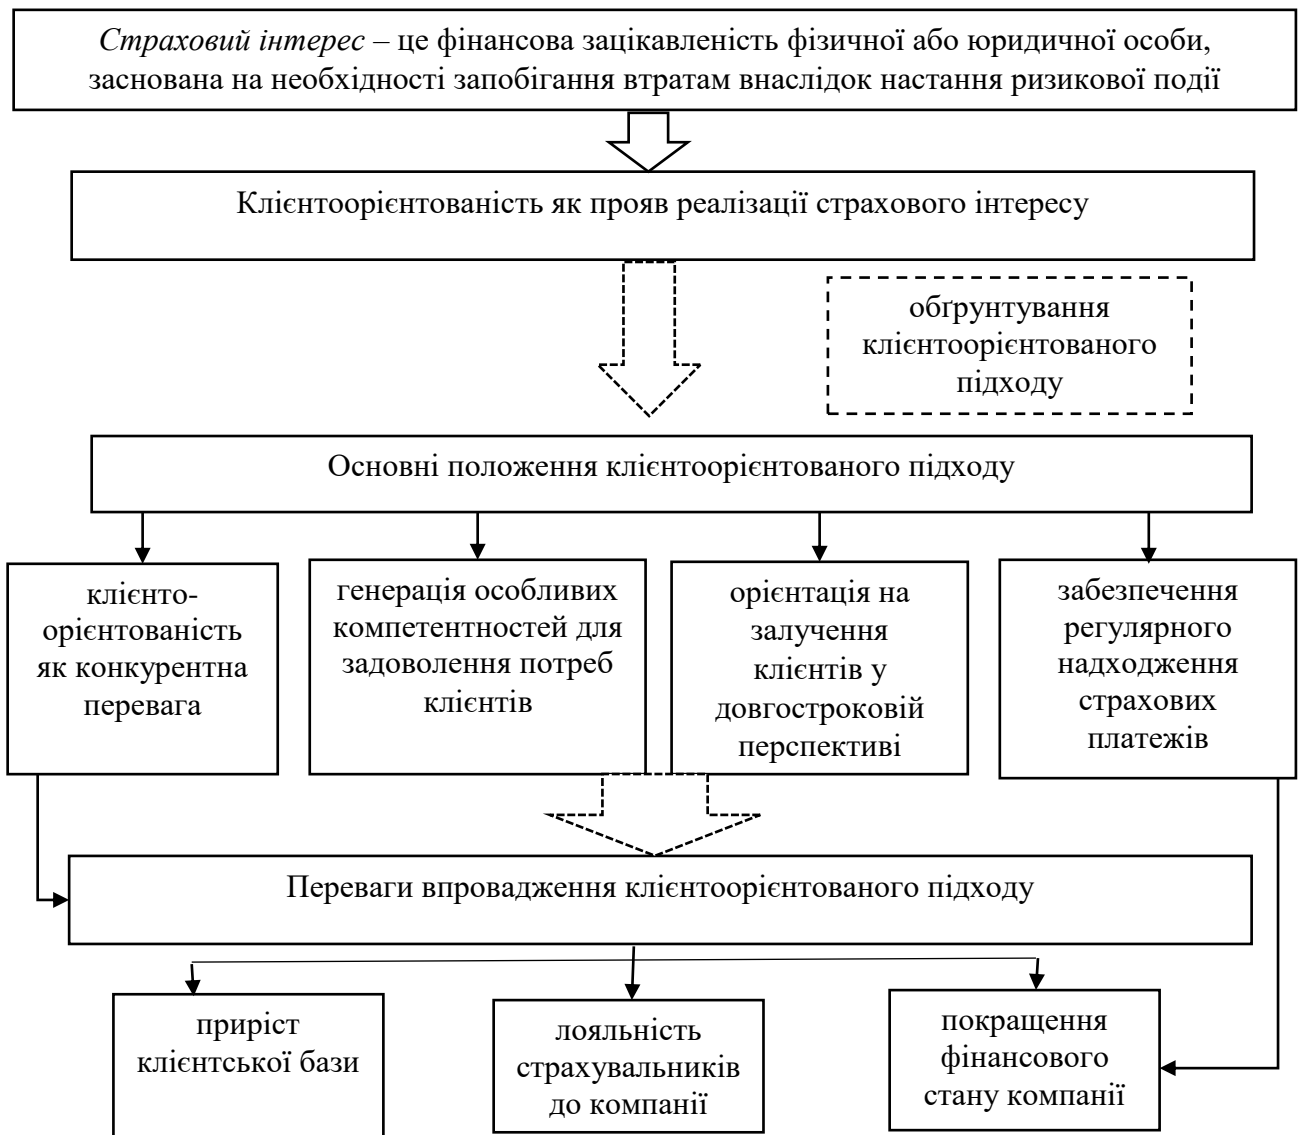 Страховий інтерес – це фінансова зацікавленість фізичної або юридичної особи,
заснована на необхідності запобігання втратам внаслідок настання ризикової події
Клієнтоорієнтованість як прояв реалізації страхового інтересу
обґрунтування
клієнтоорієнтованого
підходу
Основні положення клієнтоорієнтованого підходу
клієнто-
орієнтованість
як конкурентна
перевага
генерація особливих
компетентностей для
задоволення потреб
клієнтів
орієнтація на
залучення
клієнтів у
довгостроковій
перспективі
забезпечення
регулярного
надходження
страхових
платежів
Переваги впровадження клієнтоорієнтованого підходу
приріст
клієнтської бази
лояльність
страхувальників
до компанії
покращення
фінансового
стану компанії